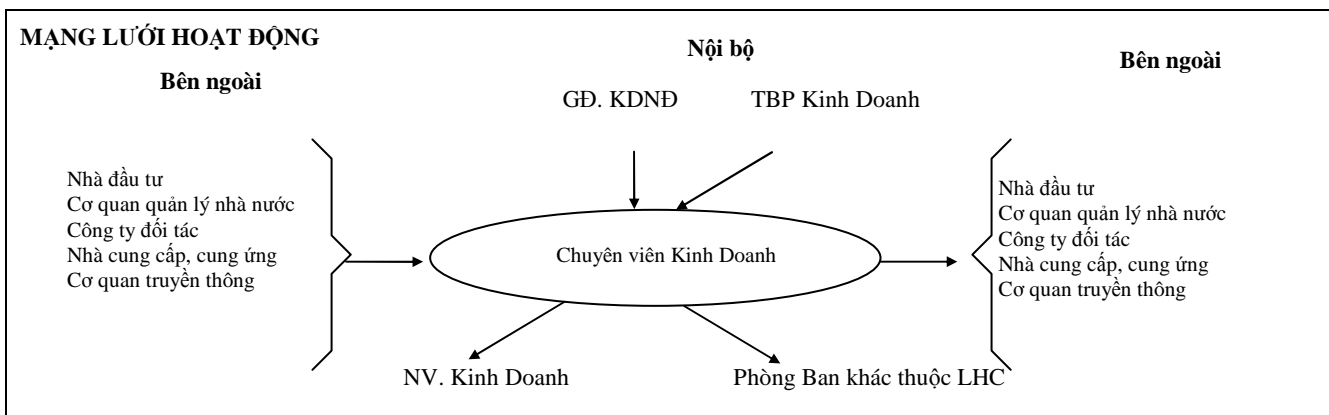 MẠNG LƯỚI HOẠT ĐỘNG
Nội bộ
Bên ngoài
Bên ngoài
GĐ. KDNĐ
TBP Kinh Doanh
Nhà đầu tư
Cơ quan quản lý nhà nước
Công ty đối tác
Nhà cung cấp, cung ứng
Cơ quan truyền thông
Chuyên viên Kinh Doanh
Nhà đầu tư
Cơ quan quản lý nhà nước
Công ty đối tác
Nhà cung cấp, cung ứng
Cơ quan truyền thông
NV. Kinh Doanh
Phòng Ban khác thuộc LHC